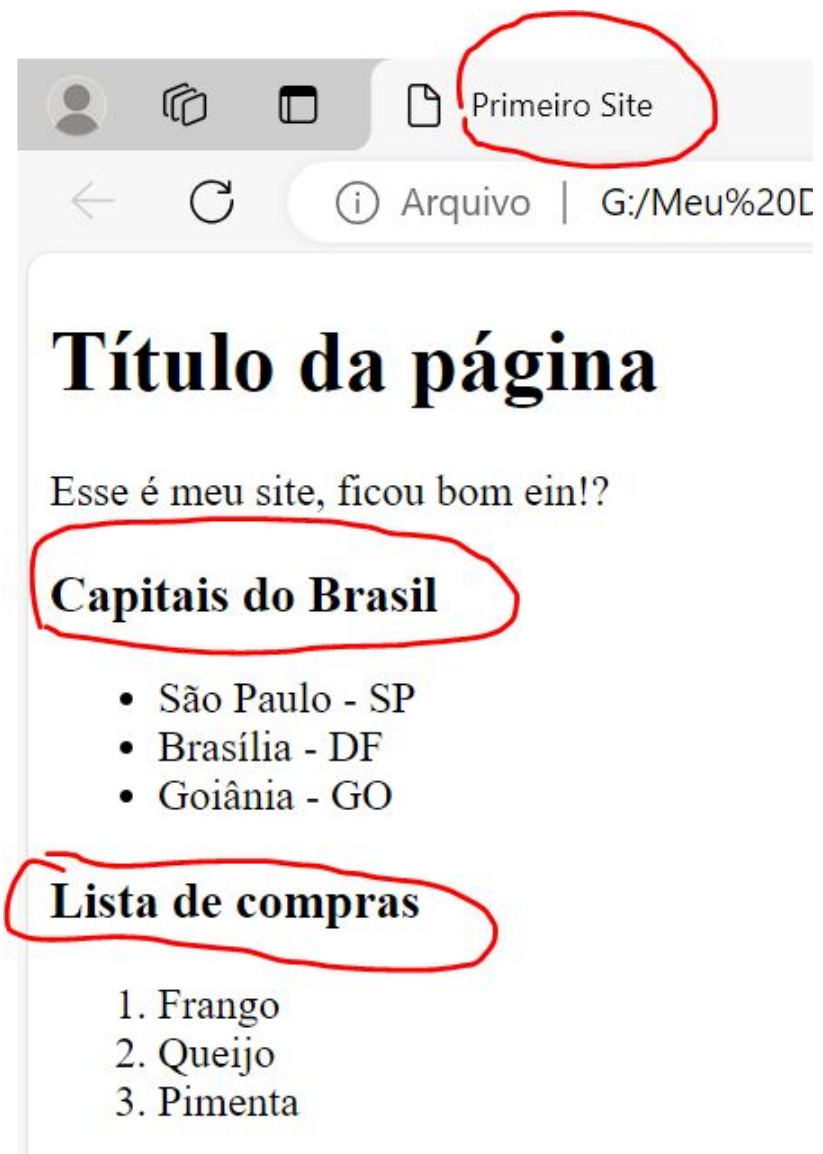 Primeiro Site
Arquivo | G:/Meu%20D
Título da página
Esse é meu site, ficou bom ein!?
Capitais do Brasil
• São Paulo - SP
• Brasília - DF
• Goiânia - GO
Lista de compras
1. Frango
2. Queijo
3. Pimenta